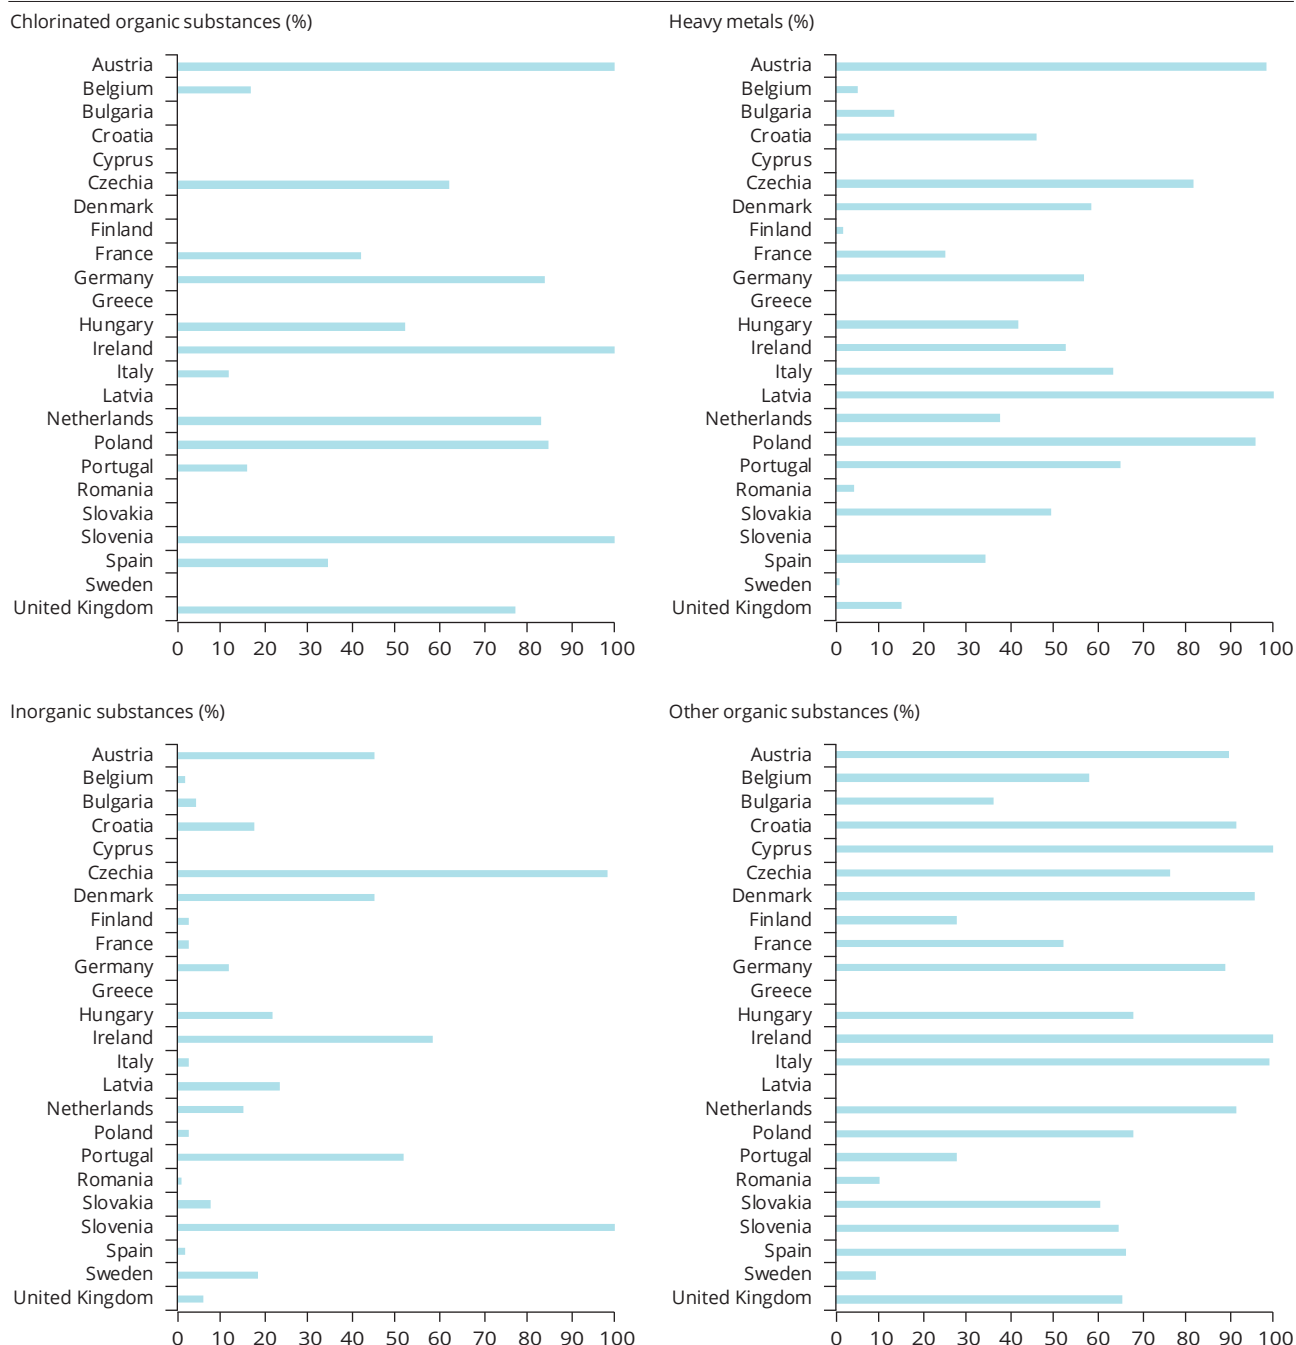 Chlorinated organic substances (%)
Austria
Belgium
Bulgaria
Croatia
Cyprus
Czechia
Denmark
Finland
France
Germany
Greece
Hungary
Ireland
Italy
Latvia
Netherlands
Poland
Portugal
Romania
Slovakia
Slovenia
Spain
Sweden
United Kingdom
0 10 20 30 40 50 60 70 80 90 100
Heavy metals (%)
Austria
Belgium
Bulgaria
Croatia
Cyprus
Czechia
Denmark
Finland
France
Germany
Greece
Hungary
Ireland
Italy
Latvia
Netherlands
Poland
Portugal
Romania
Slovakia
Slovenia
Spain
Sweden
United Kingdom
0 10 20 30 40 50 60 70 80 90 100
Inorganic substances (%)
Austria
Belgium
Bulgaria
Croatia
Cyprus
Czechia
Denmark
Finland
France
Germany
Greece
Hungary
Ireland
Italy
Latvia
Netherlands
Poland
Portugal
Romania
Slovakia
Slovenia
Spain
Sweden
United Kingdom
0 10 20 30 40 50 60 70 80 90 100
Other organic substances (%)
Austria
Belgium
Bulgaria
Croatia
Cyprus
Czechia
Denmark
Finland
France
Germany
Greece
Hungary
Ireland
Italy
Latvia
Netherlands
Poland
Portugal
Romania
Slovakia
Slovenia
Spain
Sweden
United Kingdom
0 10 20 30 40 50 60 70 80 90 100